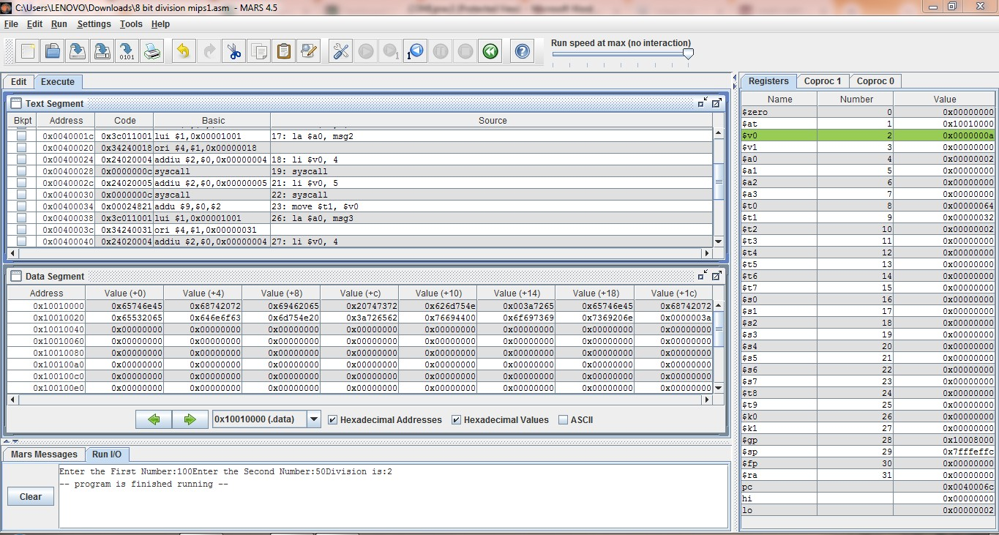 C:\Users\LENOVO\Downloads\8 bit division mips1.asm - MARS 4.5
File Edit Run Settings Tools Help
Run speed at max (no interaction)
Edit Execute
Text Segment
Bkpt Address Code Basic Source
0x0040001c 0x3c011001 lui $1,0x00001001 17: la $a0, msg2
0x00400020 0x34240018 ori $4,$1,0x00000018
0x00400024 0x24020004 addiu $2,$0,0x00000004 18: li $v0, 4
0x00400028 0x0000000c syscall 19: syscall
0x0040002c 0x24020005 addiu $2,$0,0x00000005 21: li $v0, 5
0x00400030 0x0000000c syscall 22: syscall
0x00400034 0x00024821 addu $9,$0,$2 23: move $t1, $v0
0x00400038 0x3c011001 lui $1,0x00001001 26: la $a0, msg3
0x0040003c 0x34240031 ori $4,$1,0x00000031
0x00400040 0x24020004 addiu $2,$0,0x00000004 27: li $v0, 4
Data Segment
Address Value (+0) Value (+4) Value (+8) Value (+c) Value (+10) Value (+14) Value (+18) Value (+1c)
0x10010000 0x65746e45 0x68742072 0x69462065 0x20747372 0x626d754e 0x003a7265 0x65746e45 0x68742072
0x10010020 0x65532065 0x646e6f63 0x6d754e20 0x3a726562 0x76694400 0x6f697369 0x7369206e 0x0000003a
0x10010040 0x00000000 0x00000000 0x00000000 0x00000000 0x00000000 0x00000000 0x00000000 0x00000000
0x10010060 0x00000000 0x00000000 0x00000000 0x00000000 0x00000000 0x00000000 0x00000000 0x00000000
0x10010080 0x00000000 0x00000000 0x00000000 0x00000000 0x00000000 0x00000000 0x00000000 0x00000000
0x100100a0 0x00000000 0x00000000 0x00000000 0x00000000 0x00000000 0x00000000 0x00000000 0x00000000
0x100100c0 0x00000000 0x00000000 0x00000000 0x00000000 0x00000000 0x00000000 0x00000000 0x00000000
0x100100e0 0x00000000 0x00000000 0x00000000 0x00000000 0x00000000 0x00000000 0x00000000 0x00000000
0x10010000 (.data) Hexadecimal Addresses Hexadecimal Values ASCII
Mars Messages Run I/O
Clear
Enter the First Number:100Enter the Second Number:50Division is:2
-- program is finished running --
Registers Coproc 1 Coproc 0
Name Number Value
$zero 0 0x00000000
$at 1 0x10010000
$v0 2 0x0000000a
$v1 3 0x00000000
$a0 4 0x00000002
$a1 5 0x00000000
$a2 6 0x00000000
$a3 7 0x00000000
$t0 8 0x00000064
$t1 9 0x00000032
$t2 10 0x00000002
$t3 11 0x00000000
$t4 12 0x00000000
$t5 13 0x00000000
$t6 14 0x00000000
$t7 15 0x00000000
$s0 16 0x00000000
$s1 17 0x00000000
$s2 18 0x00000000
$s3 19 0x00000000
$s4 20 0x00000000
$s5 21 0x00000000
$s6 22 0x00000000
$s7 23 0x00000000
$t8 24 0x00000000
$t9 25 0x00000000
$k0 26 0x00000000
$k1 27 0x00000000
$gp 28 0x10008000
$sp 29 0x7fffeffc
$fp 30 0x00000000
$ra 31 0x00000000
pc 0x0040006c
hi 0x00000000
lo 0x00000002